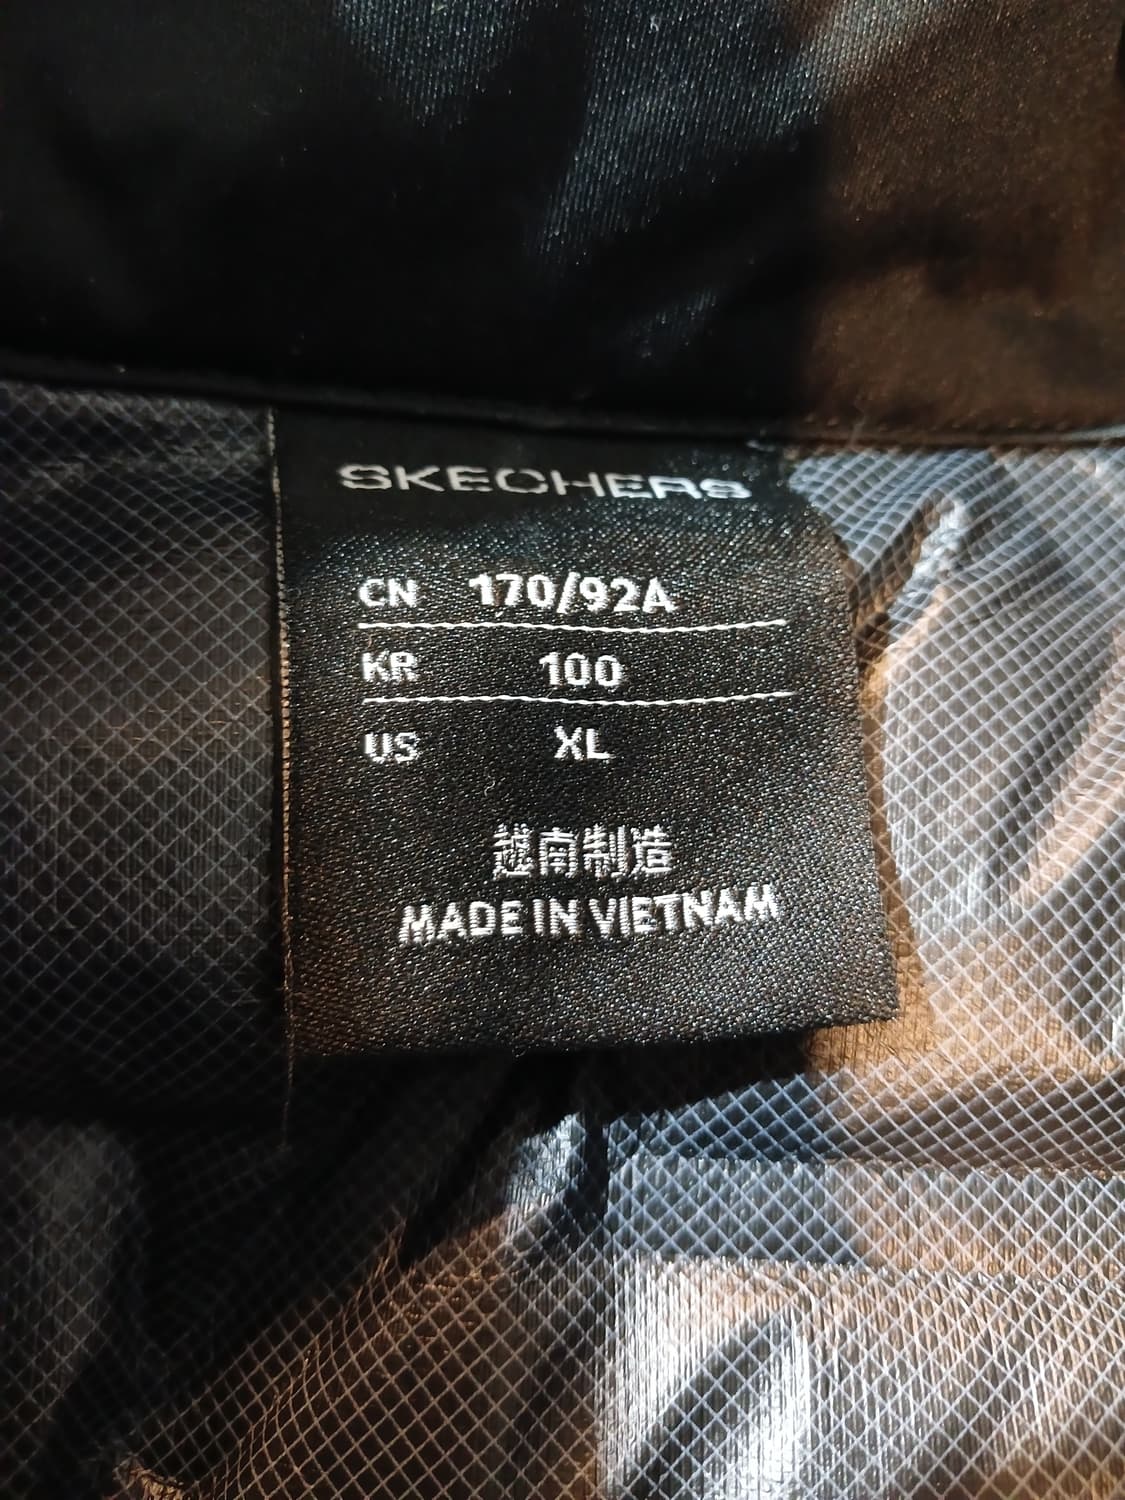 SKECHERS
CN 170/92A
KR 100
US XL
越南制造
MADE IN VIETNAM